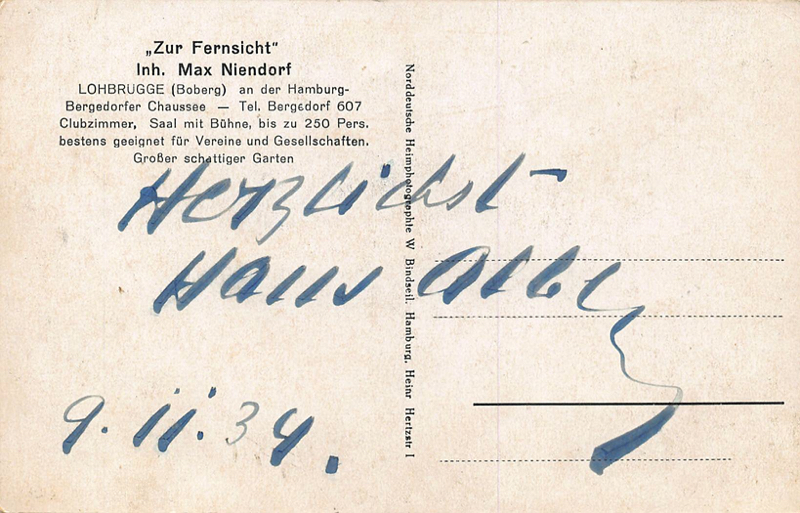 „Zur Fernsicht“
Inh. Max Niendorf
LOHBRÜGGE (Boberg) an der Hamburg-
Bergedorfer Chaussee — Tel. Bergedorf 607
Clubzimmer, Saal mit Bühne, bis zu 250 Pers.
bestens geeignet für Vereine und Gesellschaften.
Großer schattiger Garten
Norddeutsche Heimphotographie W Bindseil. Hamburg. Heinr Hertzstr I
Herzlichst
Hans Albers
9. 11. 34.